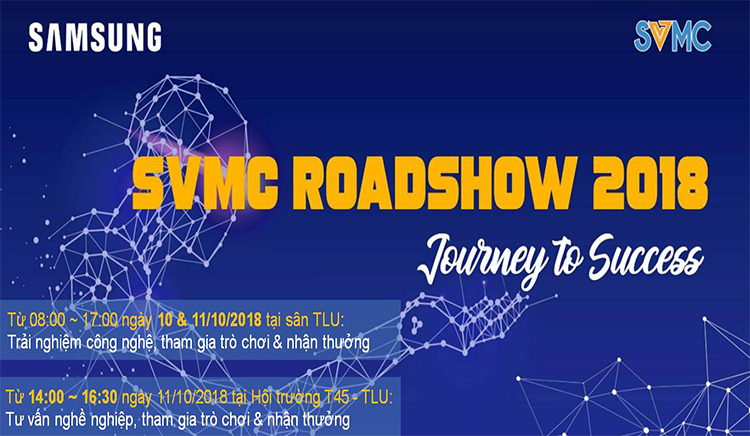 SAMSUNG
SVMC
SVMC ROADSHOW 2018
Journey to Success
Từ 08:00 ~ 17:00 ngày 10 & 11/10/2018 tại sân TLU:
Trải nghiệm công nghệ, tham gia trò chơi & nhận thưởng
Từ 14:00 ~ 16:30 ngày 11/10/2018 tại Hội trường T45 - TLU:
Tư vấn nghề nghiệp, tham gia trò chơi & nhận thưởng